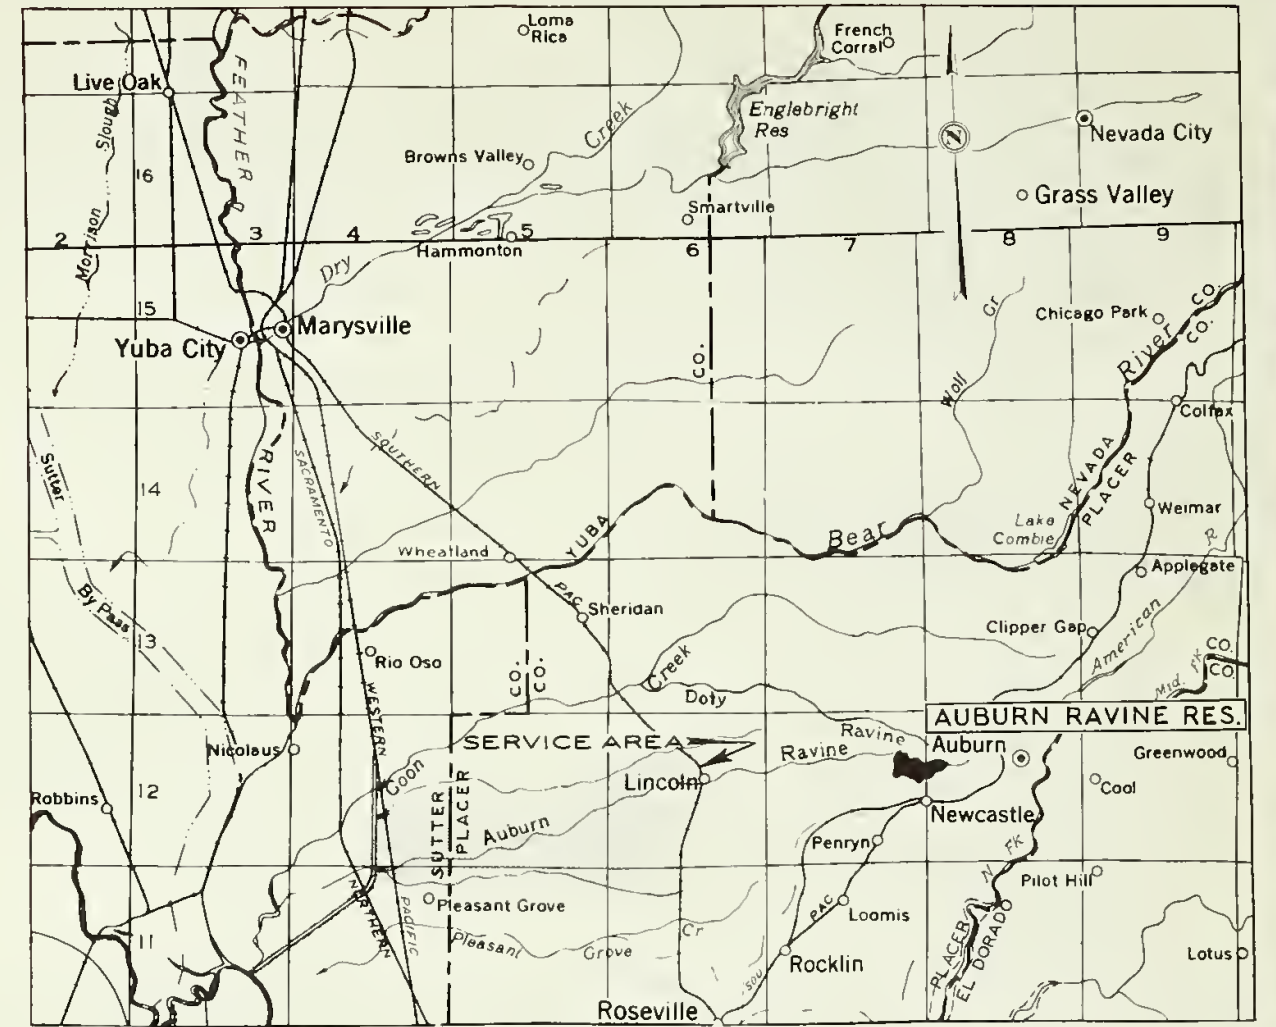 Loma
Rica
French
Corral
Live Oak
FEATHER R
Slough
Creek
Englebright
Res
N
Nevada City
Browns Valley
16
Grass Valley
Smartville
Morrison
2
3
4
5
6
7
8
9
Hammonton
Dry
15
Marysville
Yuba City
CO.
Cr
Chicago Park
CO.
CO.
River
Wolf
Colfax
SOUTHERN
Sutter
RIVER
SACRAMENTO
14
NEVADA
PLACER
Weimar
Lake
Combie
YUBA
Bear
R
Wheatland
Applegate
PAC
Sheridan
By Pass
13
Clipper Gap
American
Rio Oso
CO.
CO.
Creek
Mid. FK
CO.
CO.
WESTERN
Doty
AUBURN RAVINE RES.
Nicolaus
SERVICE AREA
Ravine
Ravine
Auburn
Greenwood
Coon
Lincoln
Robbins
12
SUTTER
PLACER
Cool
Auburn
Newcastle
Penryn
N FK
Pilot Hill
NORTHERN
PACIFIC
Pleasant Grove
PAC
Loomis
11
Pleasant
Grove
Cr
PLACER
EL DORADO
Lotus
Rocklin
SOU
Roseville